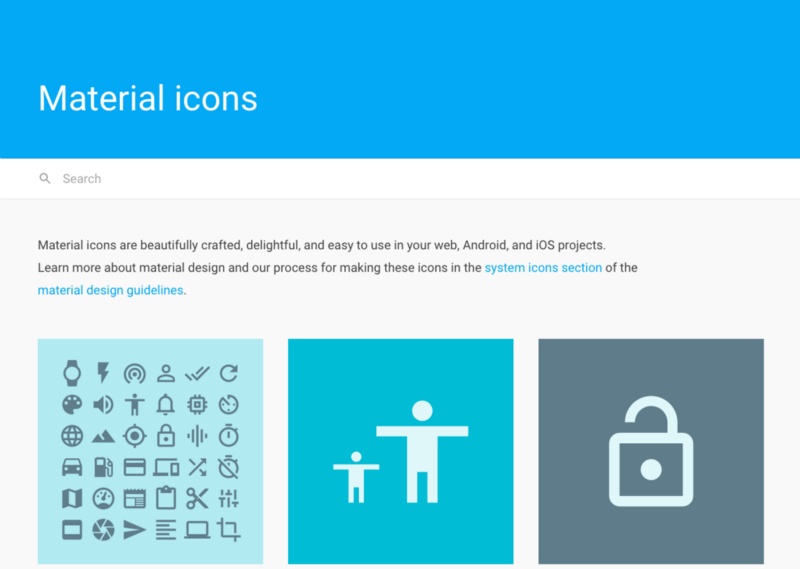 Material icons
Search
Material icons are beautifully crafted, delightful, and easy to use in your web, Android, and iOS projects.
Learn more about material design and our process for making these icons in the system icons section of the
material design guidelines.